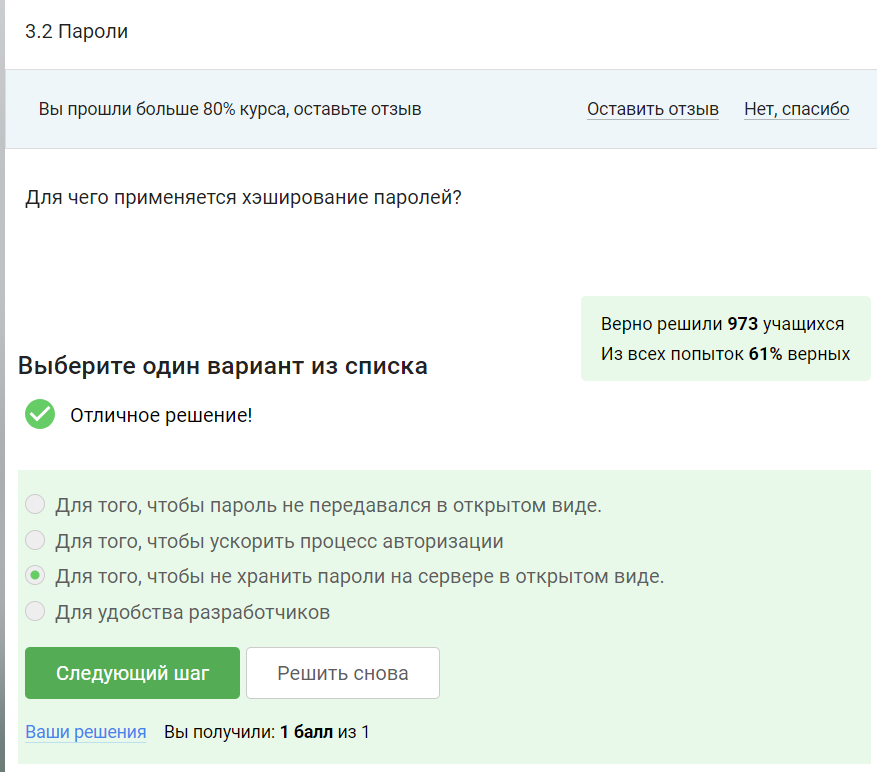 3.2 Пароли
Вы прошли больше 80% курса, оставьте отзыв
Оставить отзыв
Нет, спасибо
Для чего применяется хэширование паролей?
Верно решили 973 учащихся
Из всех попыток 61% верных
Выберите один вариант из списка
Отличное решение!
Для того, чтобы пароль не передавался в открытом виде.
Для того, чтобы ускорить процесс авторизации
Для того, чтобы не хранить пароли на сервере в открытом виде.
Для удобства разработчиков
Следующий шаг
Решить снова
Ваши решения
Вы получили: 1 балл из 1